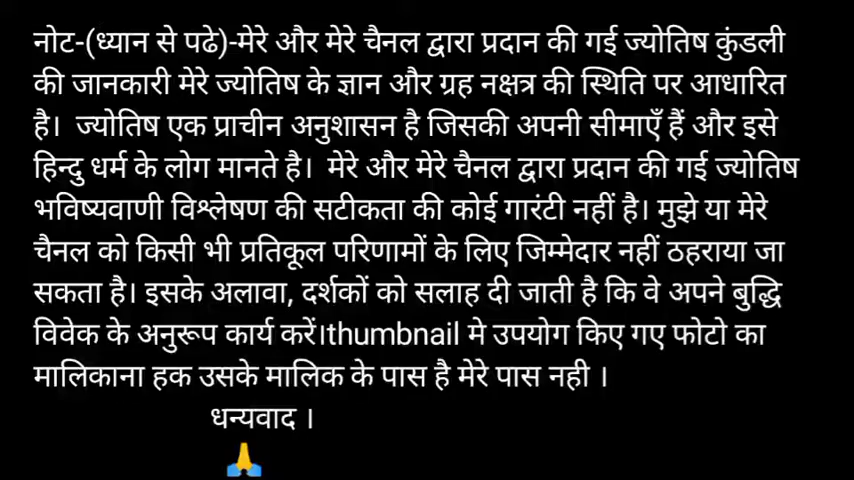 नोट-(ध्यान से पढे)-मेरे और मेरे चैनल द्वारा प्रदान की गई ज्योतिष कुंडली
की जानकारी मेरे ज्योतिष के ज्ञान और ग्रह नक्षत्र की स्थिति पर आधारित
है।  ज्योतिष एक प्राचीन अनुशासन है जिसकी अपनी सीमाएँ हैं और इसे
हिन्दु धर्म के लोग मानते है।  मेरे और मेरे चैनल द्वारा प्रदान की गई ज्योतिष
भविष्यवाणी विश्लेषण की सटीकता की कोई गारंटी नहीं है। मुझे या मेरे
चैनल को किसी भी प्रतिकूल परिणामों के लिए जिम्मेदार नहीं ठहराया जा
सकता है। इसके अलावा, दर्शकों को सलाह दी जाती है कि वे अपने बुद्धि
विवेक के अनुरूप कार्य करें।thumbnail मे उपयोग किए गए फोटो का
मालिकाना हक उसके मालिक के पास है मेरे पास नही ।
धन्यवाद ।
🙏